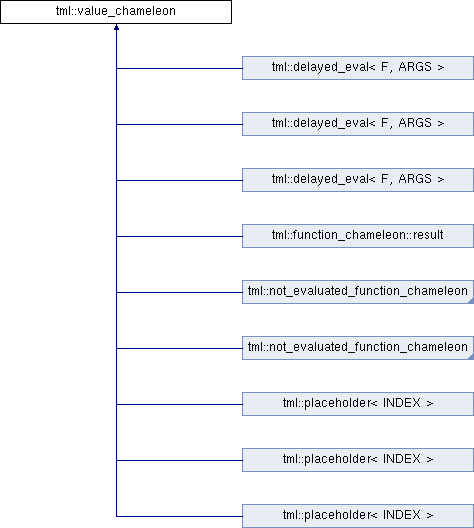 tml::value_chameleon
tml::delayed_eval< F, ARGS >
tml::delayed_eval< F, ARGS >
tml::delayed_eval< F, ARGS >
tml::function_chameleon::result
tml::not_evaluated_function_chameleon
tml::not_evaluated_function_chameleon
tml::placeholder< INDEX >
tml::placeholder< INDEX >
tml::placeholder< INDEX >